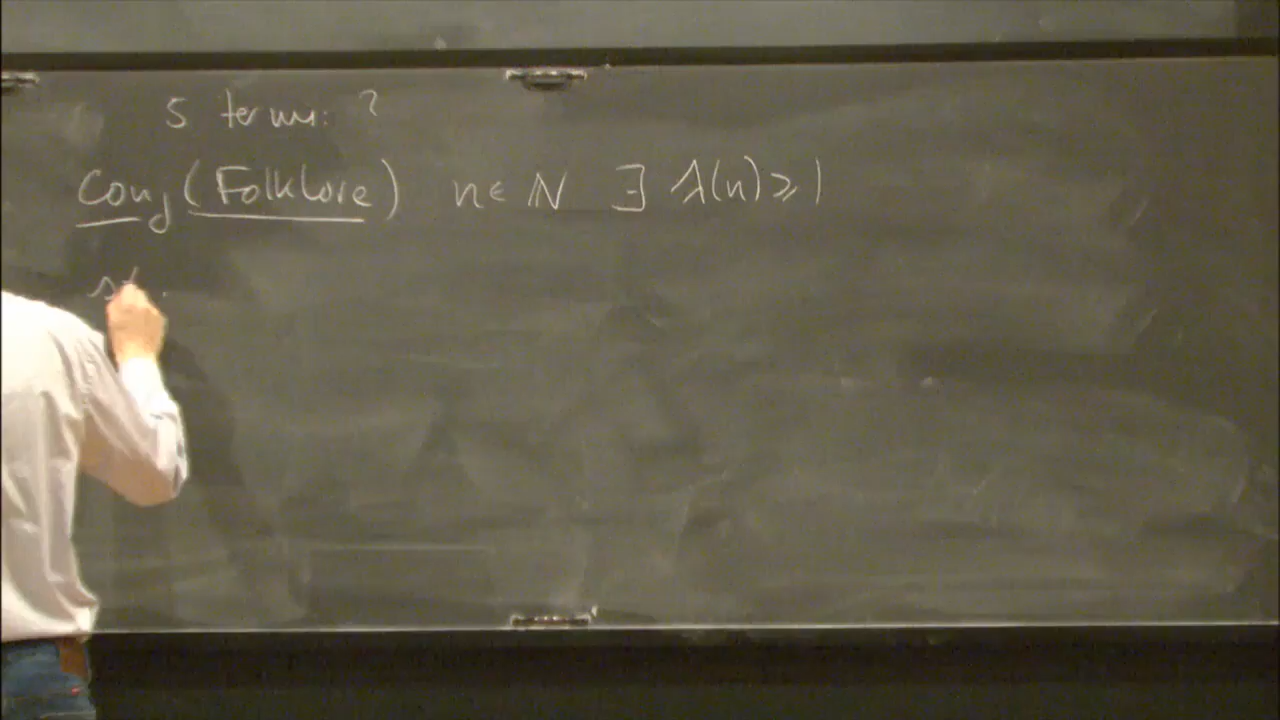 5 terms: ?
Conj (Folklore) n ∈ ℕ ∃ λ(n) ⩾ 1